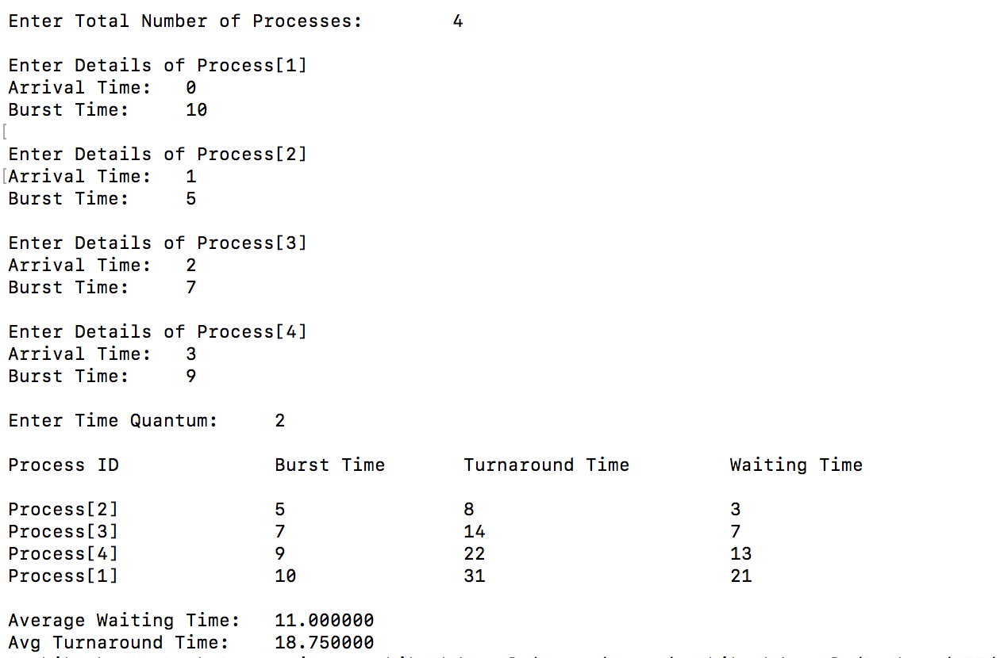 Enter Total Number of Processes: 4
Enter Details of Process[1]
Arrival Time: 0
Burst Time: 10
[
Enter Details of Process[2]
[Arrival Time: 1
Burst Time: 5
Enter Details of Process[3]
Arrival Time: 2
Burst Time: 7
Enter Details of Process[4]
Arrival Time: 3
Burst Time: 9
Enter Time Quantum: 2
Process ID Burst Time Turnaround Time Waiting Time
Process[2] 5 8 3
Process[3] 7 14 7
Process[4] 9 22 13
Process[1] 10 31 21
Average Waiting Time: 11.000000
Avg Turnaround Time: 18.750000